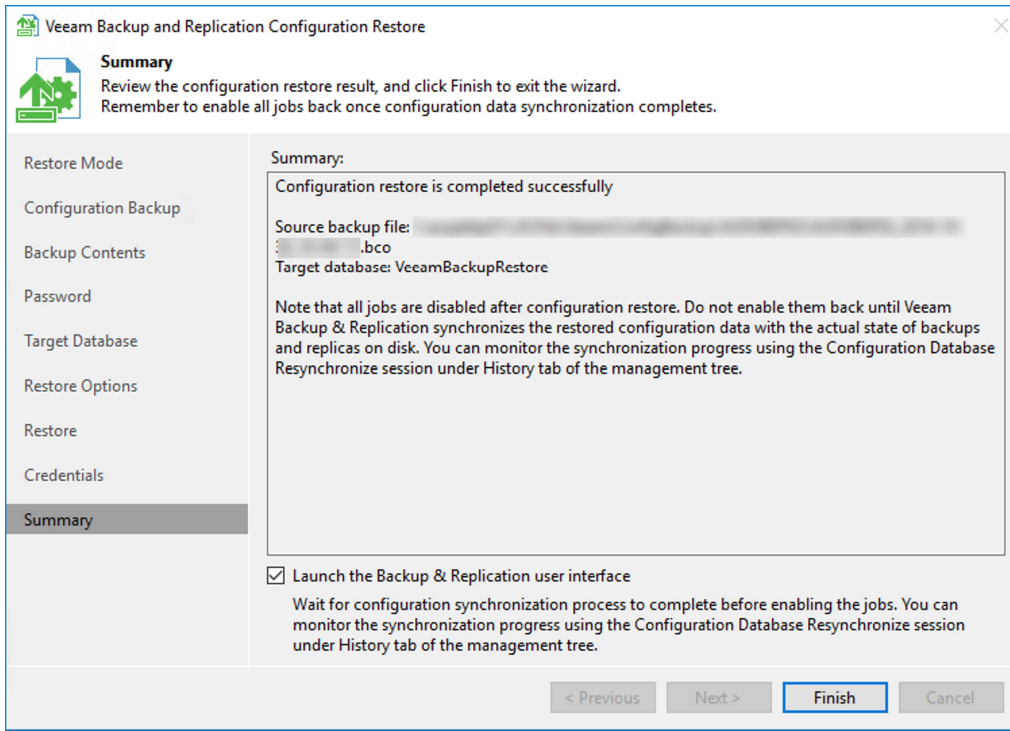 Veeam Backup and Replication Configuration Restore
Summary
Review the configuration restore result, and click Finish to exit the wizard.
Remember to enable all jobs back once configuration data synchronization completes.
Restore Mode
Configuration Backup
Backup Contents
Password
Target Database
Restore Options
Restore
Credentials
Summary
Summary:
Configuration restore is completed successfully
Source backup file:
.bco
Target database: VeeamBackupRestore
Note that all jobs are disabled after configuration restore. Do not enable them back until Veeam
Backup & Replication synchronizes the restored configuration data with the actual state of backups
and replicas on disk. You can monitor the synchronization progress using the Configuration Database
Resynchronize session under History tab of the management tree.
Launch the Backup & Replication user interface
Wait for configuration synchronization process to complete before enabling the jobs. You can
monitor the synchronization progress using the Configuration Database Resynchronize session
under History tab of the management tree.
< Previous
Next >
Finish
Cancel